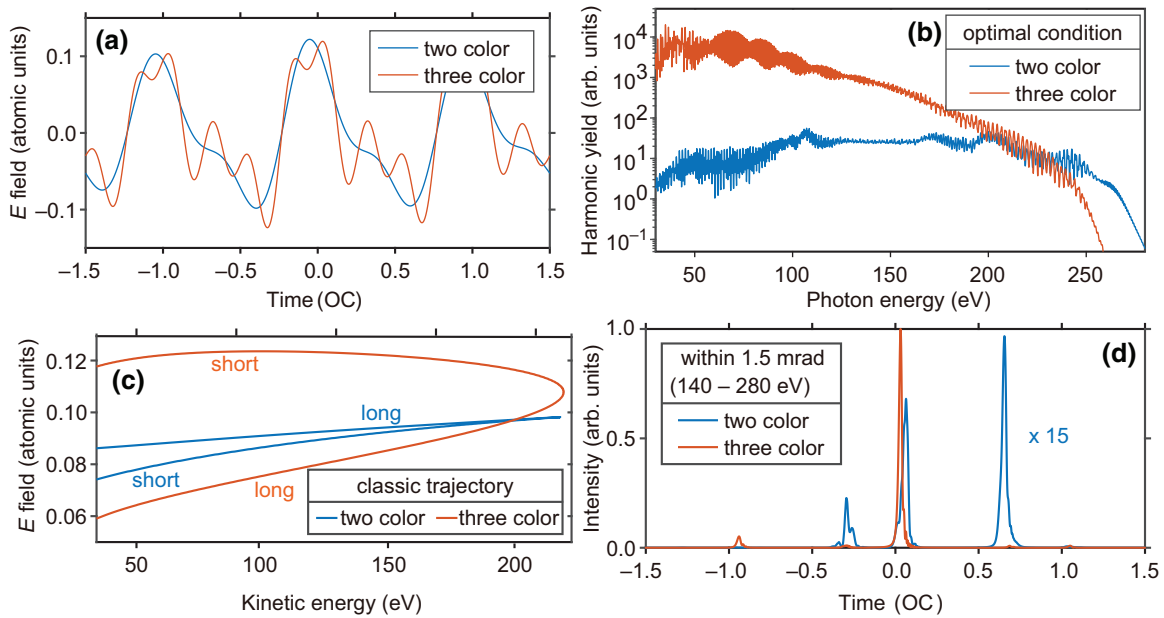 (a)
two color
three color
0.1
0.0
−0.1
E field (atomic units)
−1.5
−1.0
−0.5
0.0
0.5
1.0
1.5
Time (OC)
(b)
optimal condition
two color
three color
10^4
10^3
10^2
10^1
10^0
10^−1
Harmonic yield (arb. units)
50
100
150
200
250
Photon energy (eV)
(c)
short
long
short
long
classic trajectory
two color three color
0.12
0.10
0.08
0.06
E field (atomic units)
50
100
150
200
Kinetic energy (eV)
(d)
within 1.5 mrad
(140 – 280 eV)
two color
three color
x 15
1.0
0.5
0.0
Intensity (arb. units)
−1.5
−1.0
−0.5
0.0
0.5
1.0
1.5
Time (OC)